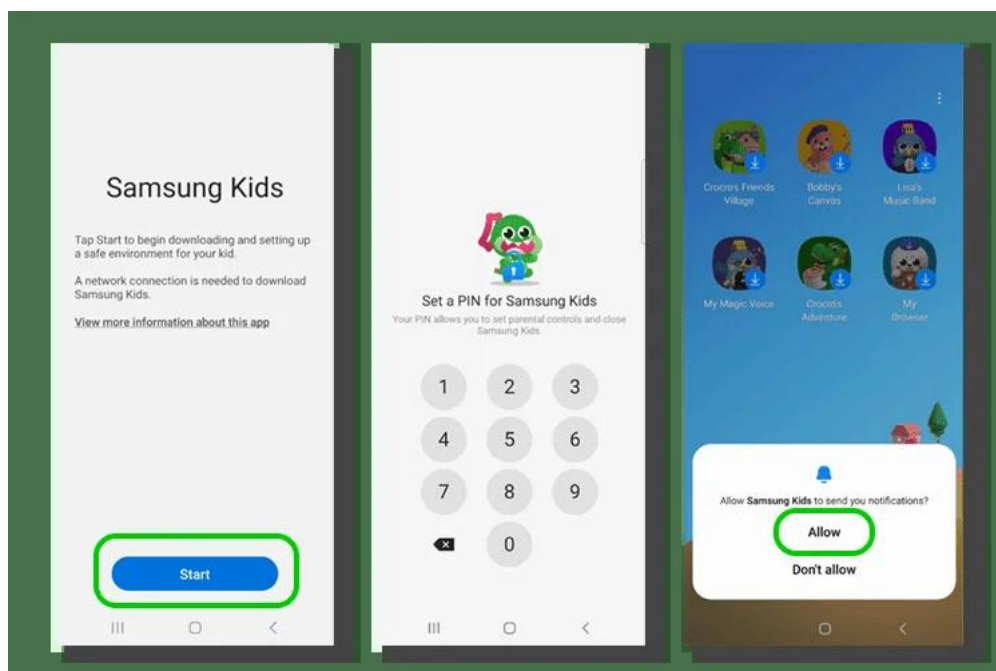 Samsung Kids
Tap Start to begin downloading and setting up
a safe environment for your kid.
A network connection is needed to download
Samsung Kids.
View more information about this app
Start
Set a PIN for Samsung Kids
Your PIN allows you to set parental controls and close
Samsung Kids.
1 2 3
4 5 6
7 8 9
0
Crocro's Friends
Village
Bobby's
Canvas
Lisa's
Music Band
My Magic Voice
Crocro's
Adventure
My
Browser
Allow Samsung Kids to send you notifications?
Allow
Don't allow